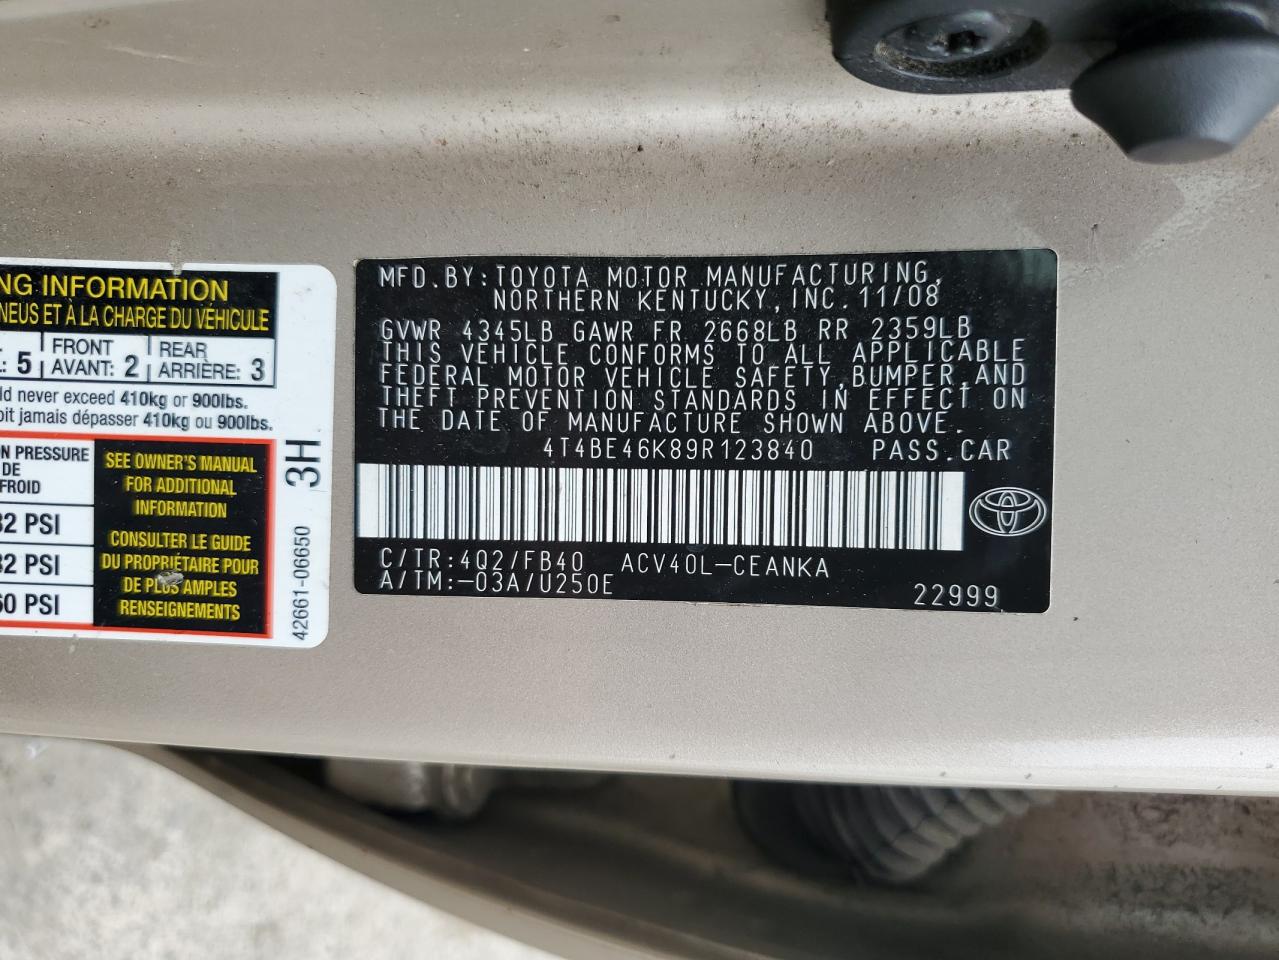 NG INFORMATION
NEUS ET À LA CHARGE DU VÉHICULE
5 FRONT AVANT: 2 REAR ARRIÈRE: 3
never exceed 410kg or 900lbs.
jamais dépasser 410kg ou 900lbs.
PRESSURE
DE
FROID
32 PSI
32 PSI
60 PSI
SEE OWNER'S MANUAL
FOR ADDITIONAL
INFORMATION
CONSULTER LE GUIDE
DU PROPRIÉTAIRE POUR
DE PLUS AMPLES
RENSEIGNEMENTS
3H
42661-06650
MFD.BY:TOYOTA MOTOR MANUFACTURING,
NORTHERN KENTUCKY,INC.11/08
GVWR 4345LB GAWR FR 2668LB RR 2359LB
THIS VEHICLE CONFORMS TO ALL APPLICABLE
FEDERAL MOTOR VEHICLE SAFETY,BUMPER,AND
THEFT PREVENTION STANDARDS IN EFFECT ON
THE DATE OF MANUFACTURE SHOWN ABOVE.
4T4BE46K89R123840 PASS.CAR
C/TR:4Q2/FB40 ACV40L-CEANKA
A/TM:-03A/U250E
22999